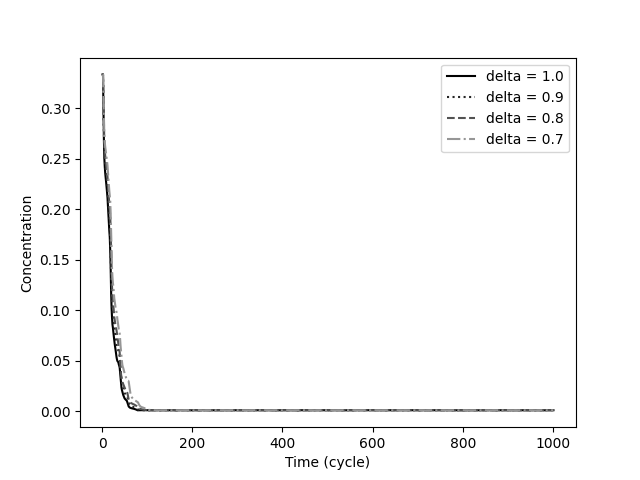 delta = 1.0
delta = 0.9
delta = 0.8
delta = 0.7
Concentration
0.30
0.25
0.20
0.15
0.10
0.05
0.00
0 200 400 600 800 1000
Time (cycle)